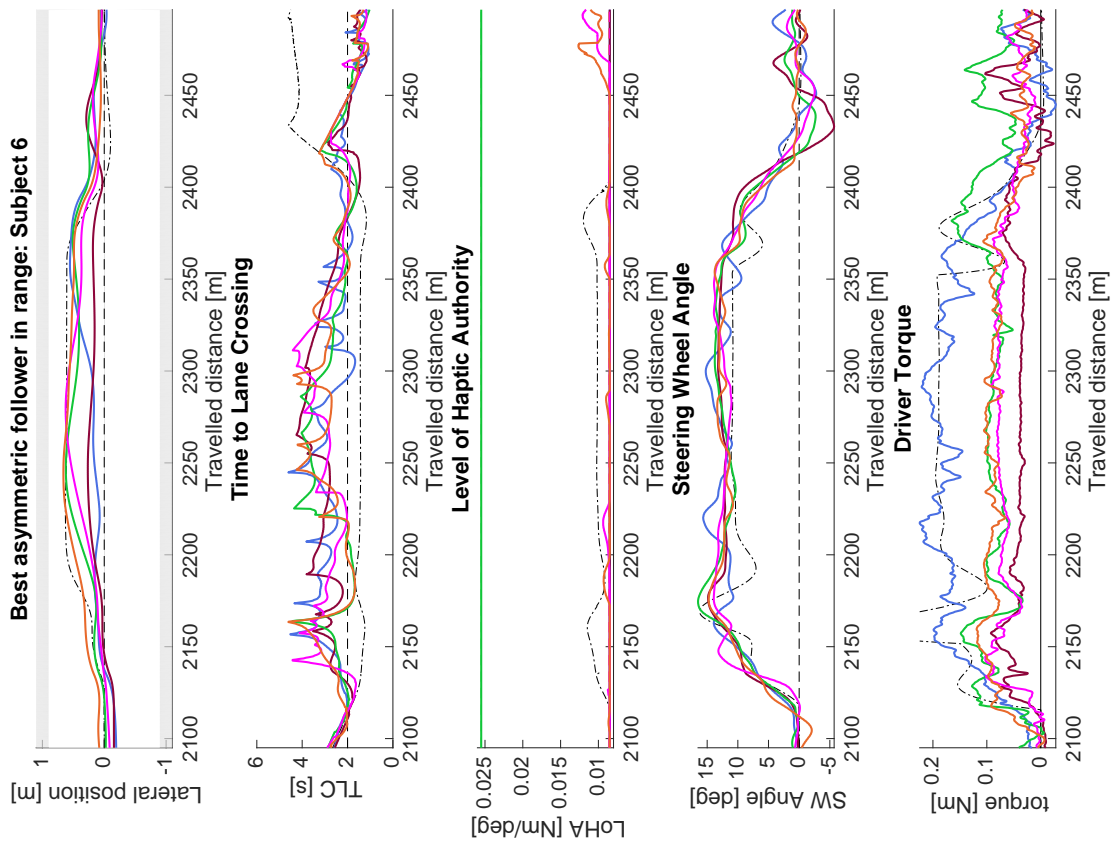 Best asymmetric follower in range: Subject 6
Lateral position [m]
1
0
-1
2100 2150 2200 2250 2300 2350 2400 2450
Travelled distance [m]
Time to Lane Crossing
TLC [s]
6
4
2
0
2100 2150 2200 2250 2300 2350 2400 2450
Travelled distance [m]
Level of Haptic Authority
LoHA [Nm/deg]
0.025
0.02
0.015
0.01
2100 2150 2200 2250 2300 2350 2400 2450
Travelled distance [m]
Steering Wheel Angle
SW Angle [deg]
15
10
5
0
-5
2100 2150 2200 2250 2300 2350 2400 2450
Travelled distance [m]
Driver Torque
torque [Nm]
0.2
0.1
0
2100 2150 2200 2250 2300 2350 2400 2450
Travelled distance [m]